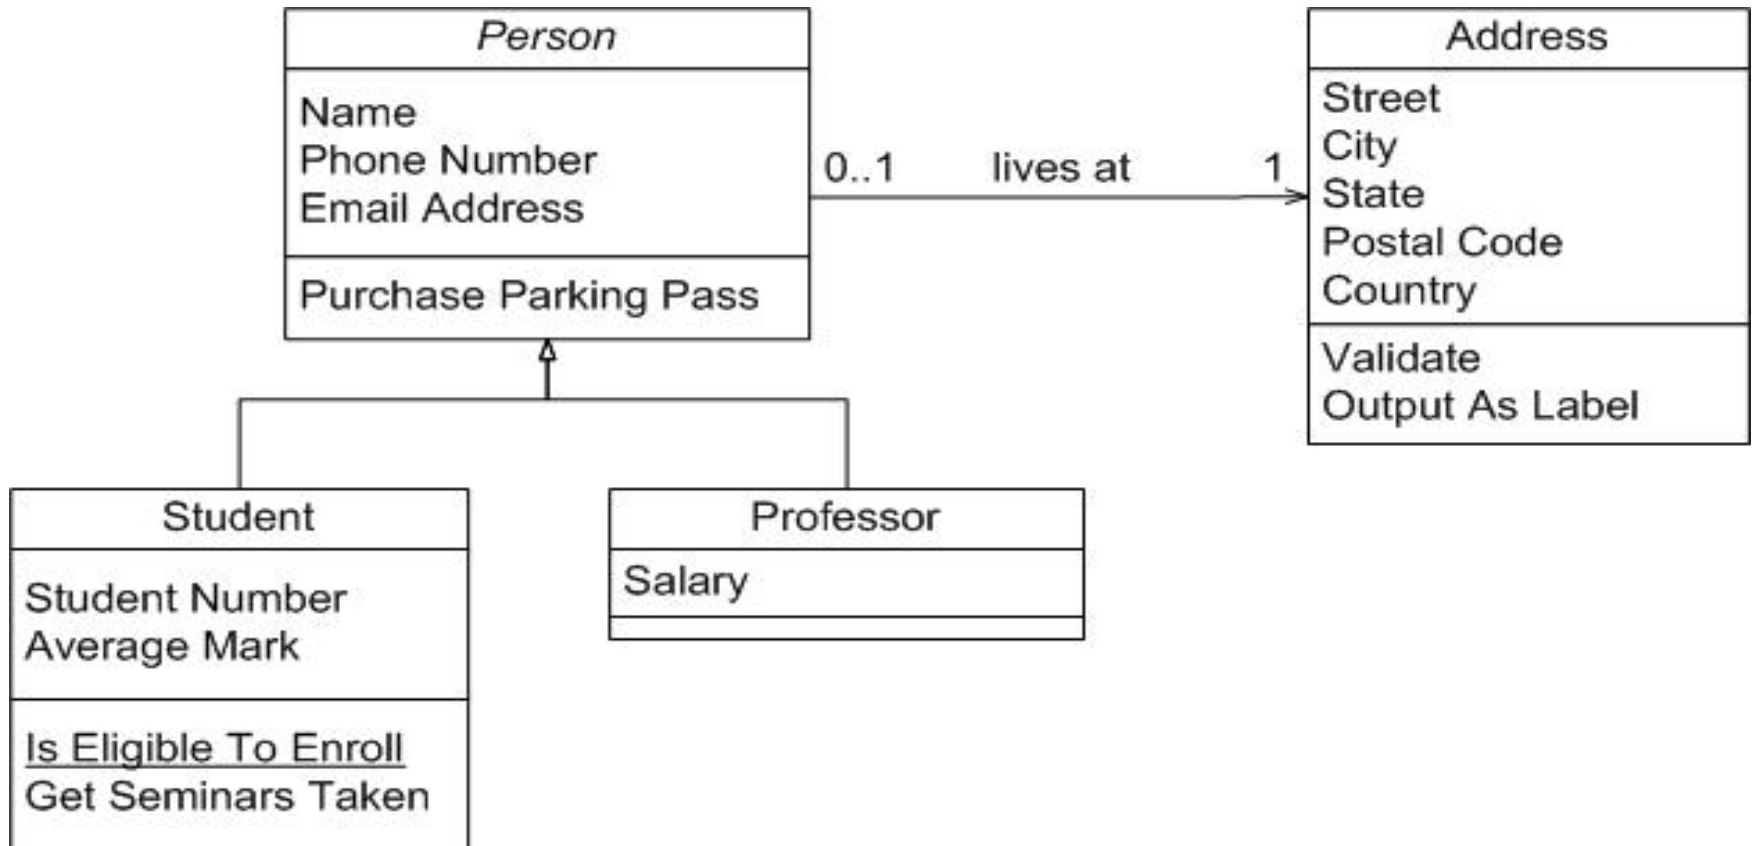 Person
Name
Phone Number
Email Address
Purchase Parking Pass
0..1 lives at 1
Address
Street
City
State
Postal Code
Country
Validate
Output As Label
Student
Student Number
Average Mark
Is Eligible To Enroll
Get Seminars Taken
Professor
Salary